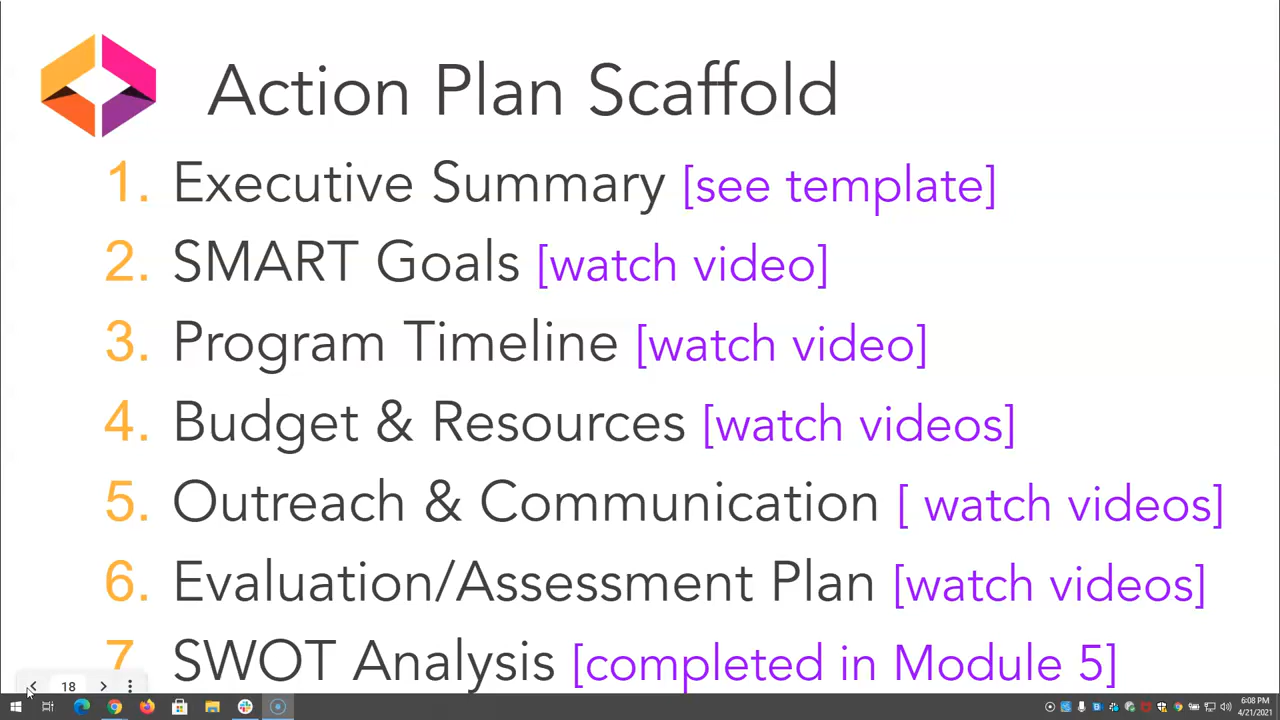 Action Plan Scaffold
1. Executive Summary [see template]
2. SMART Goals [watch video]
3. Program Timeline [watch video]
4. Budget & Resources [watch videos]
5. Outreach & Communication [ watch videos]
6. Evaluation/Assessment Plan [watch videos]
7 SWOT Analysis [completed in Module 5]
18
6:08 PM
4/21/2021